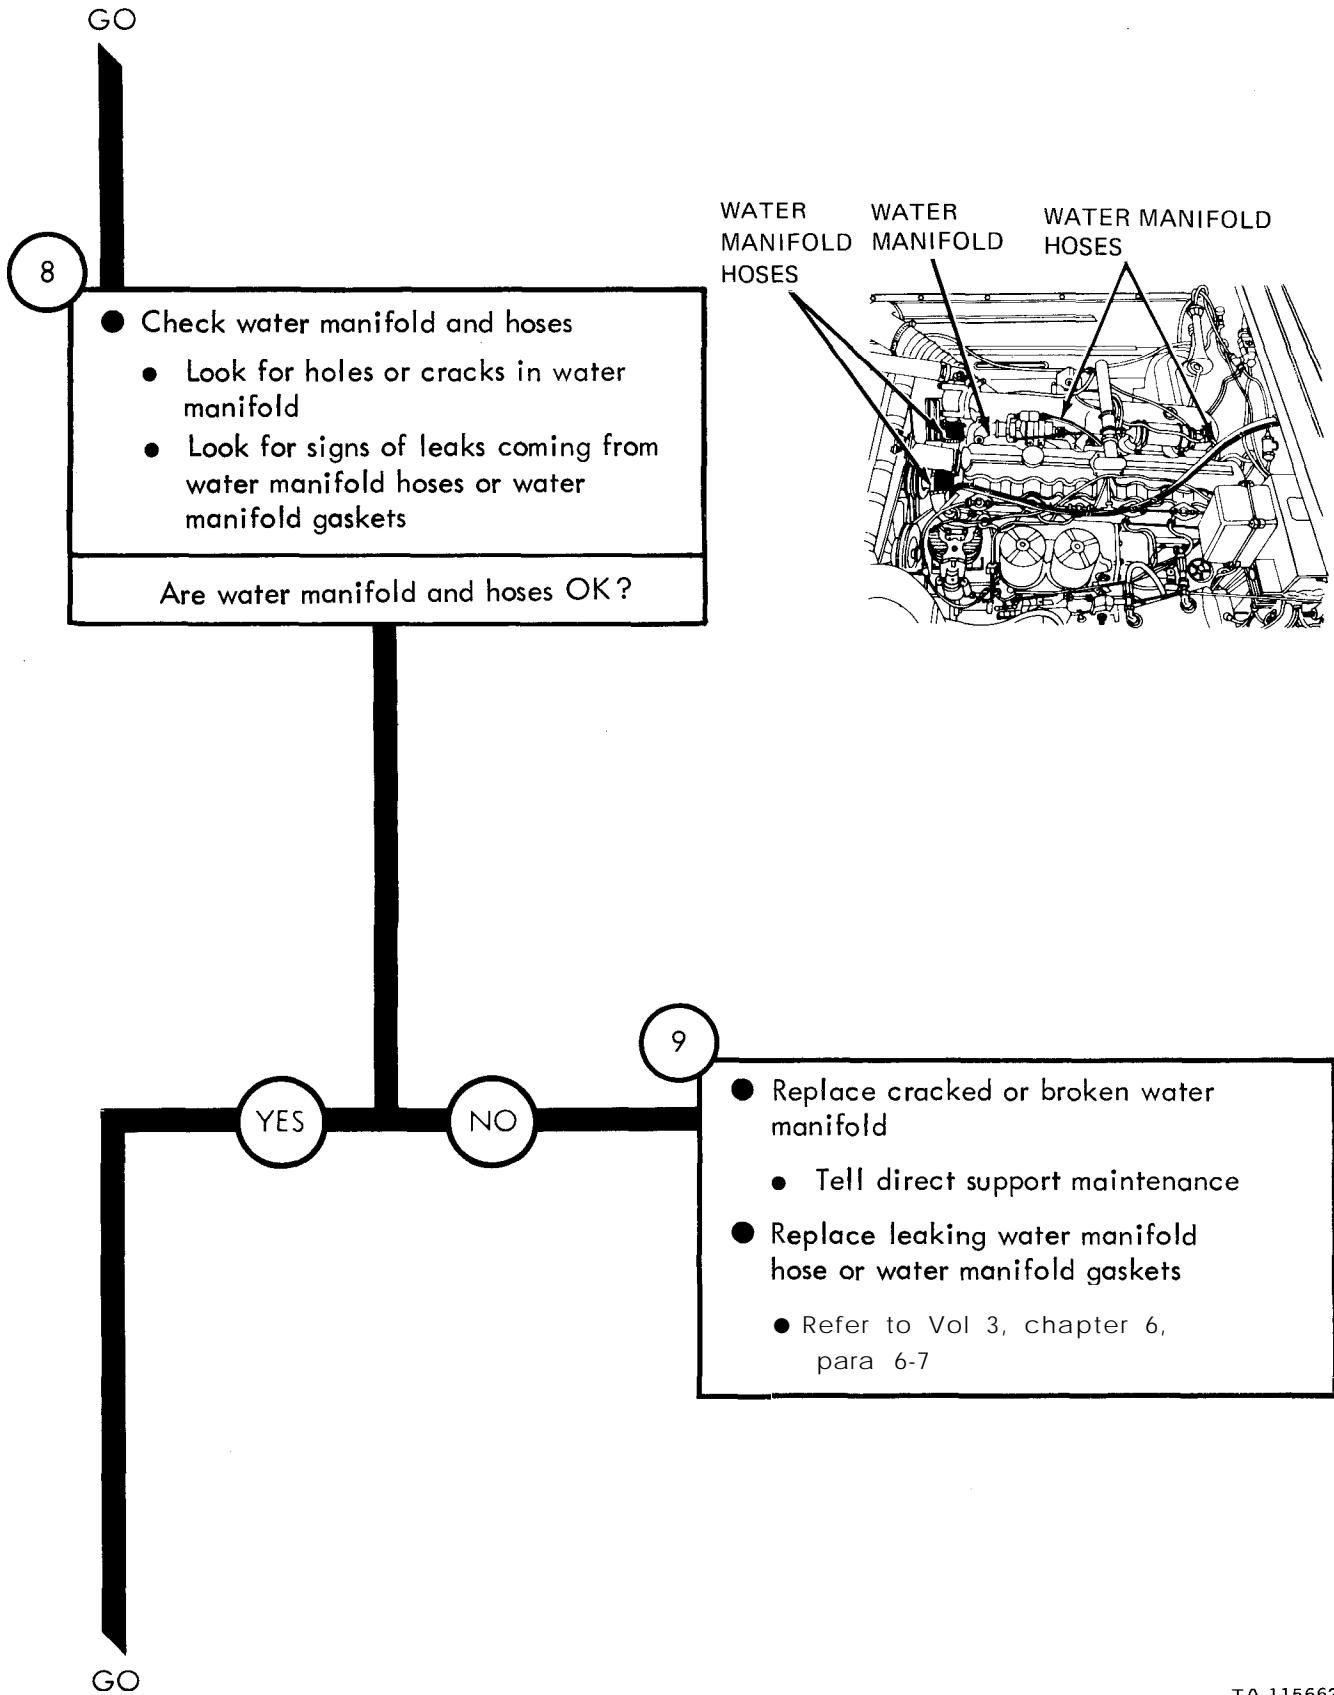 GO
WATER
MANIFOLD
HOSES
WATER
MANIFOLD
WATER MANIFOLD
HOSES
8
● Check water manifold and hoses
● Look for holes or cracks in water
manifold
● Look for signs of leaks coming from
water manifold hoses or water
manifold gaskets
Are water manifold and hoses OK?
YES
NO
9
● Replace cracked or broken water
manifold
● Tell direct support maintenance
● Replace leaking water manifold
hose or water manifold gaskets
● Refer to Vol 3, chapter 6,
para 6-7
GO
TA 115662